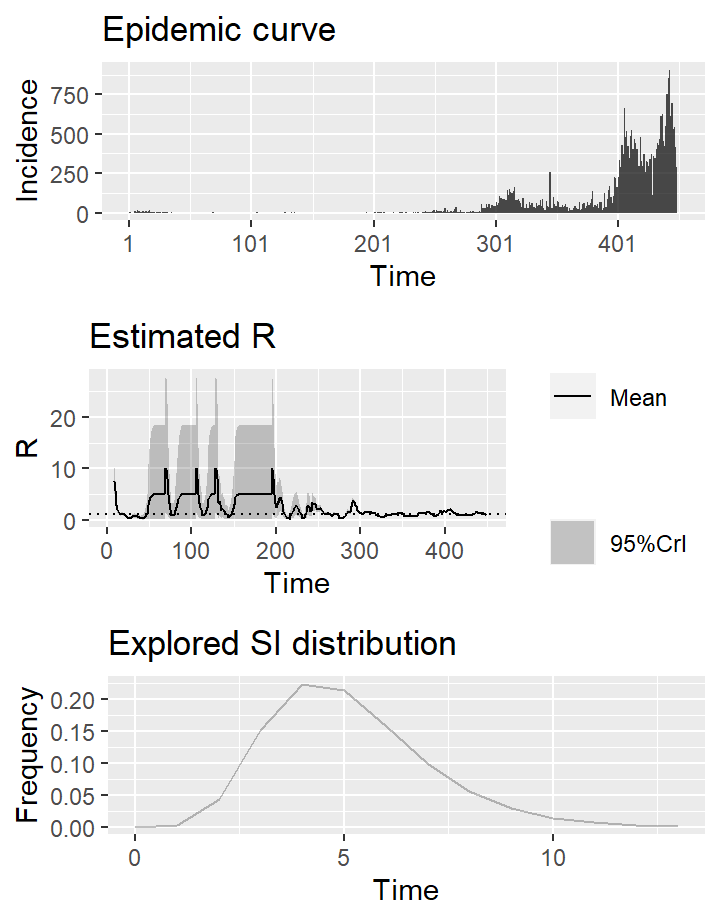 Epidemic curve
Incidence
750
500
250
0
1 101 201 301 401
Time
Estimated R
R
20
10
0
0 100 200 300 400
Time
Mean
95%CrI
Explored SI distribution
Frequency
0.20
0.15
0.10
0.05
0.00
0 5 10
Time